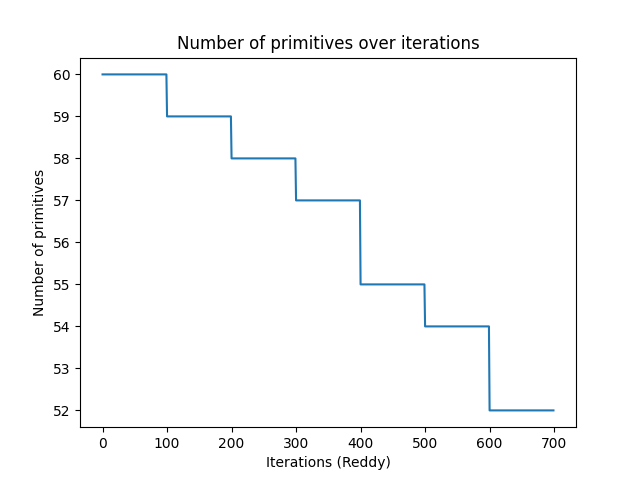 Number of primitives over iterations
Number of primitives
60
59
58
57
56
55
54
53
52
0 100 200 300 400 500 600 700
Iterations (Reddy)